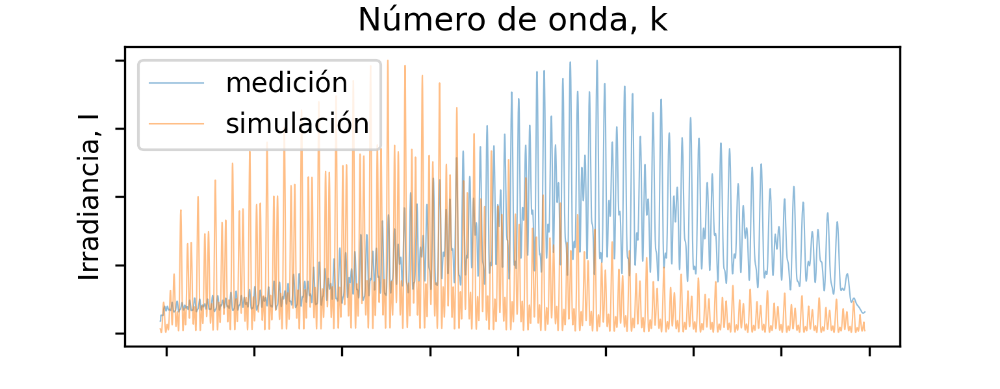 Número de onda, k
medición
simulación
Irradiancia, I